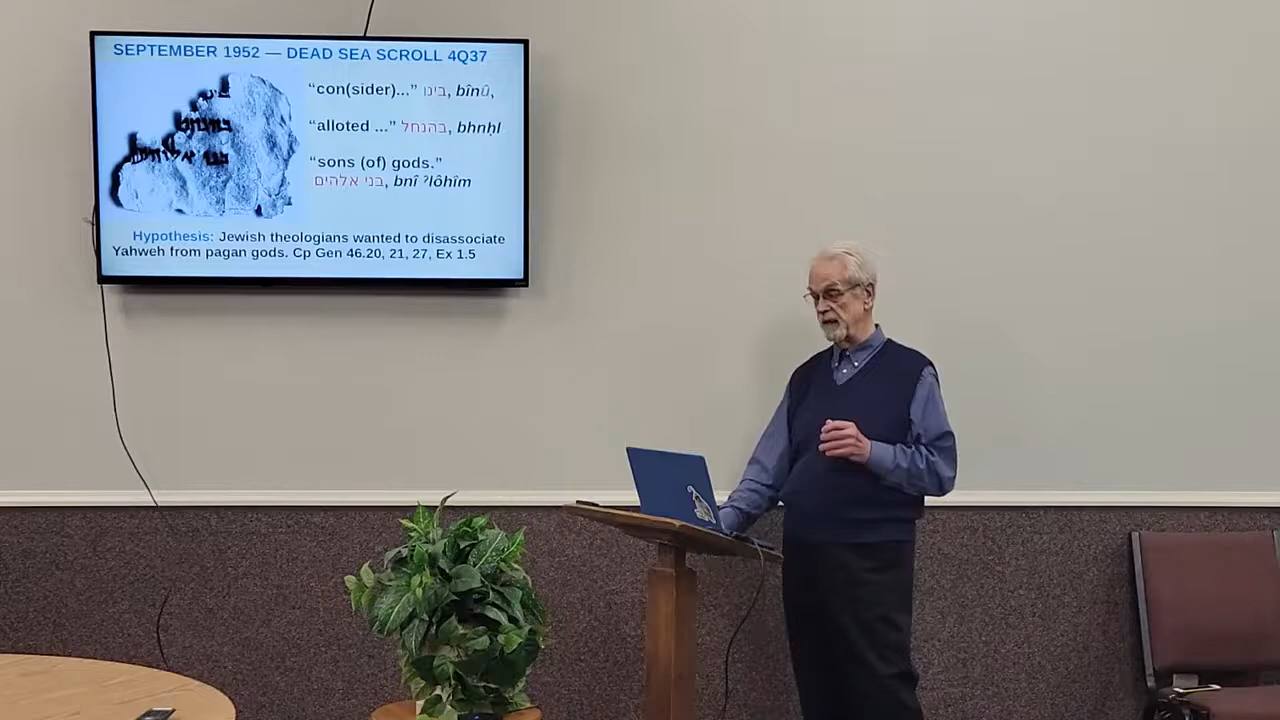 SEPTEMBER 1952 — DEAD SEA SCROLL 4Q37
“con(sider)...” בינו, bînû,
“alloted ...” בהנחל, bhnḥl
“sons (of) gods.”
בני אלהים, bnî ˀlôhîm
Hypothesis: Jewish theologians wanted to disassociate
Yahweh from pagan gods. Cp Gen 46.20, 21, 27, Ex 1.5